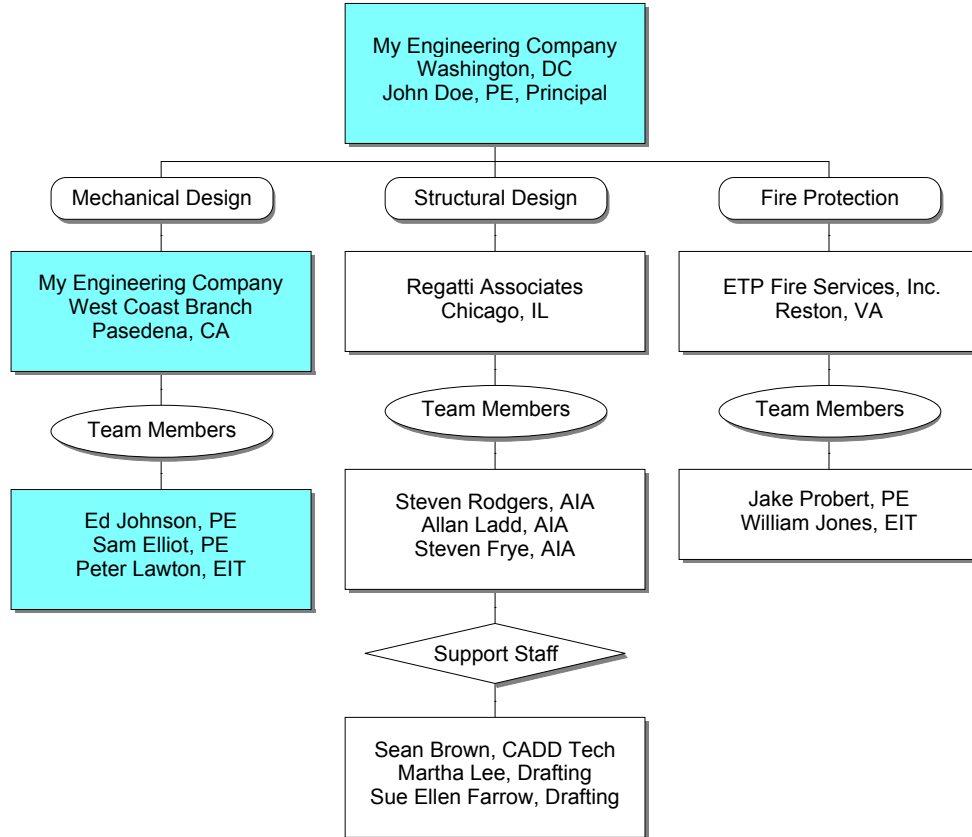 My Engineering Company
Washington, DC
John Doe, PE, Principal
Mechanical Design
Structural Design
Fire Protection
My Engineering Company
West Coast Branch
Pasedena, CA
Regatti Associates
Chicago, IL
ETP Fire Services, Inc.
Reston, VA
Team Members
Team Members
Team Members
Ed Johnson, PE
Sam Elliot, PE
Peter Lawton, EIT
Steven Rodgers, AIA
Allan Ladd, AIA
Steven Frye, AIA
Jake Probert, PE
William Jones, EIT
Support Staff
Sean Brown, CADD Tech
Martha Lee, Drafting
Sue Ellen Farrow, Drafting